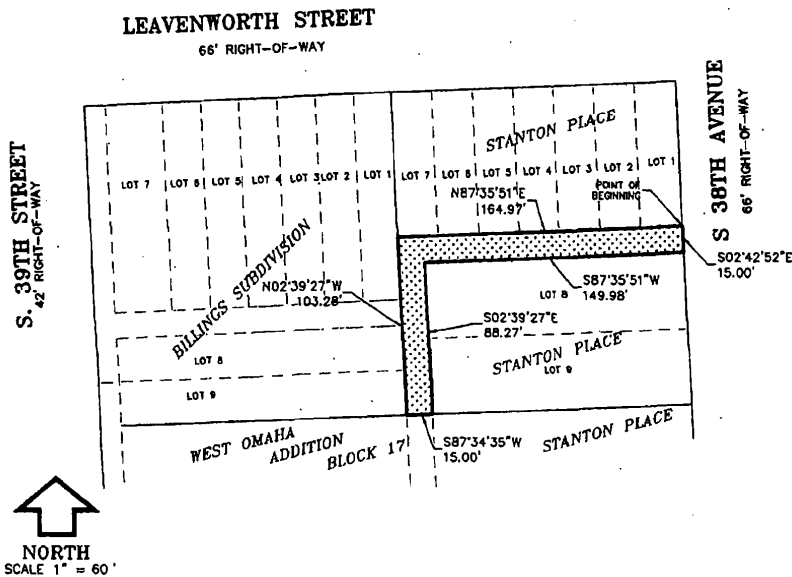 LEAVENWORTH STREET
66' RIGHT-OF-WAY
S. 39TH STREET
42' RIGHT-OF-WAY
S 38TH AVENUE
66' RIGHT-OF-WAY
STANTON PLACE
LOT 7
LOT 6
LOT 5
LOT 4
LOT 3
LOT 2
LOT 1
LOT 7
LOT 6
LOT 5
LOT 4
LOT 3
LOT 2
LOT 1
N87°35'51"E
164.97'
POINT OF
BEGINNING
BILLINGS SUBDIVISION
S02°42'52"E
15.00'
N02°39'27"W
103.28'
S87°35'51"W
149.98'
LOT 8
S02°39'27"E
88.27'
LOT 8
STANTON PLACE
LOT 9
LOT 9
WEST OMAHA
ADDITION
BLOCK 17
S87°34'35"W
15.00'
STANTON PLACE
NORTH
SCALE 1" = 60'